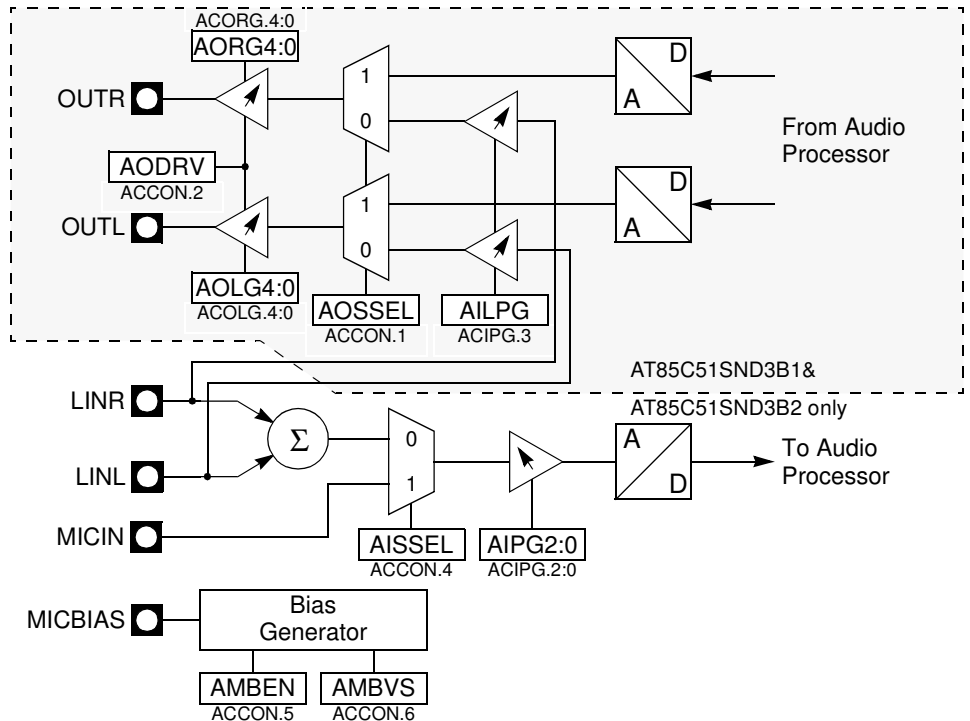 ACORG.4:0
AORG4:0
OUTR
1
0
D
A
From Audio
Processor
AODRV
ACCON.2
OUTL
1
0
D
A
AOLG4:0
ACOLG.4:0
AOSSEL
ACCON.1
AILPG
ACIPG.3
AT85C51SND3B1&
AT85C51SND3B2 only
LINR
Σ
0
1
A
D
To Audio
Processor
LINL
MICIN
AISSEL
ACCON.4
AIPG2:0
ACIPG.2:0
MICBIAS
Bias
Generator
AMBEN
ACCON.5
AMBVS
ACCON.6